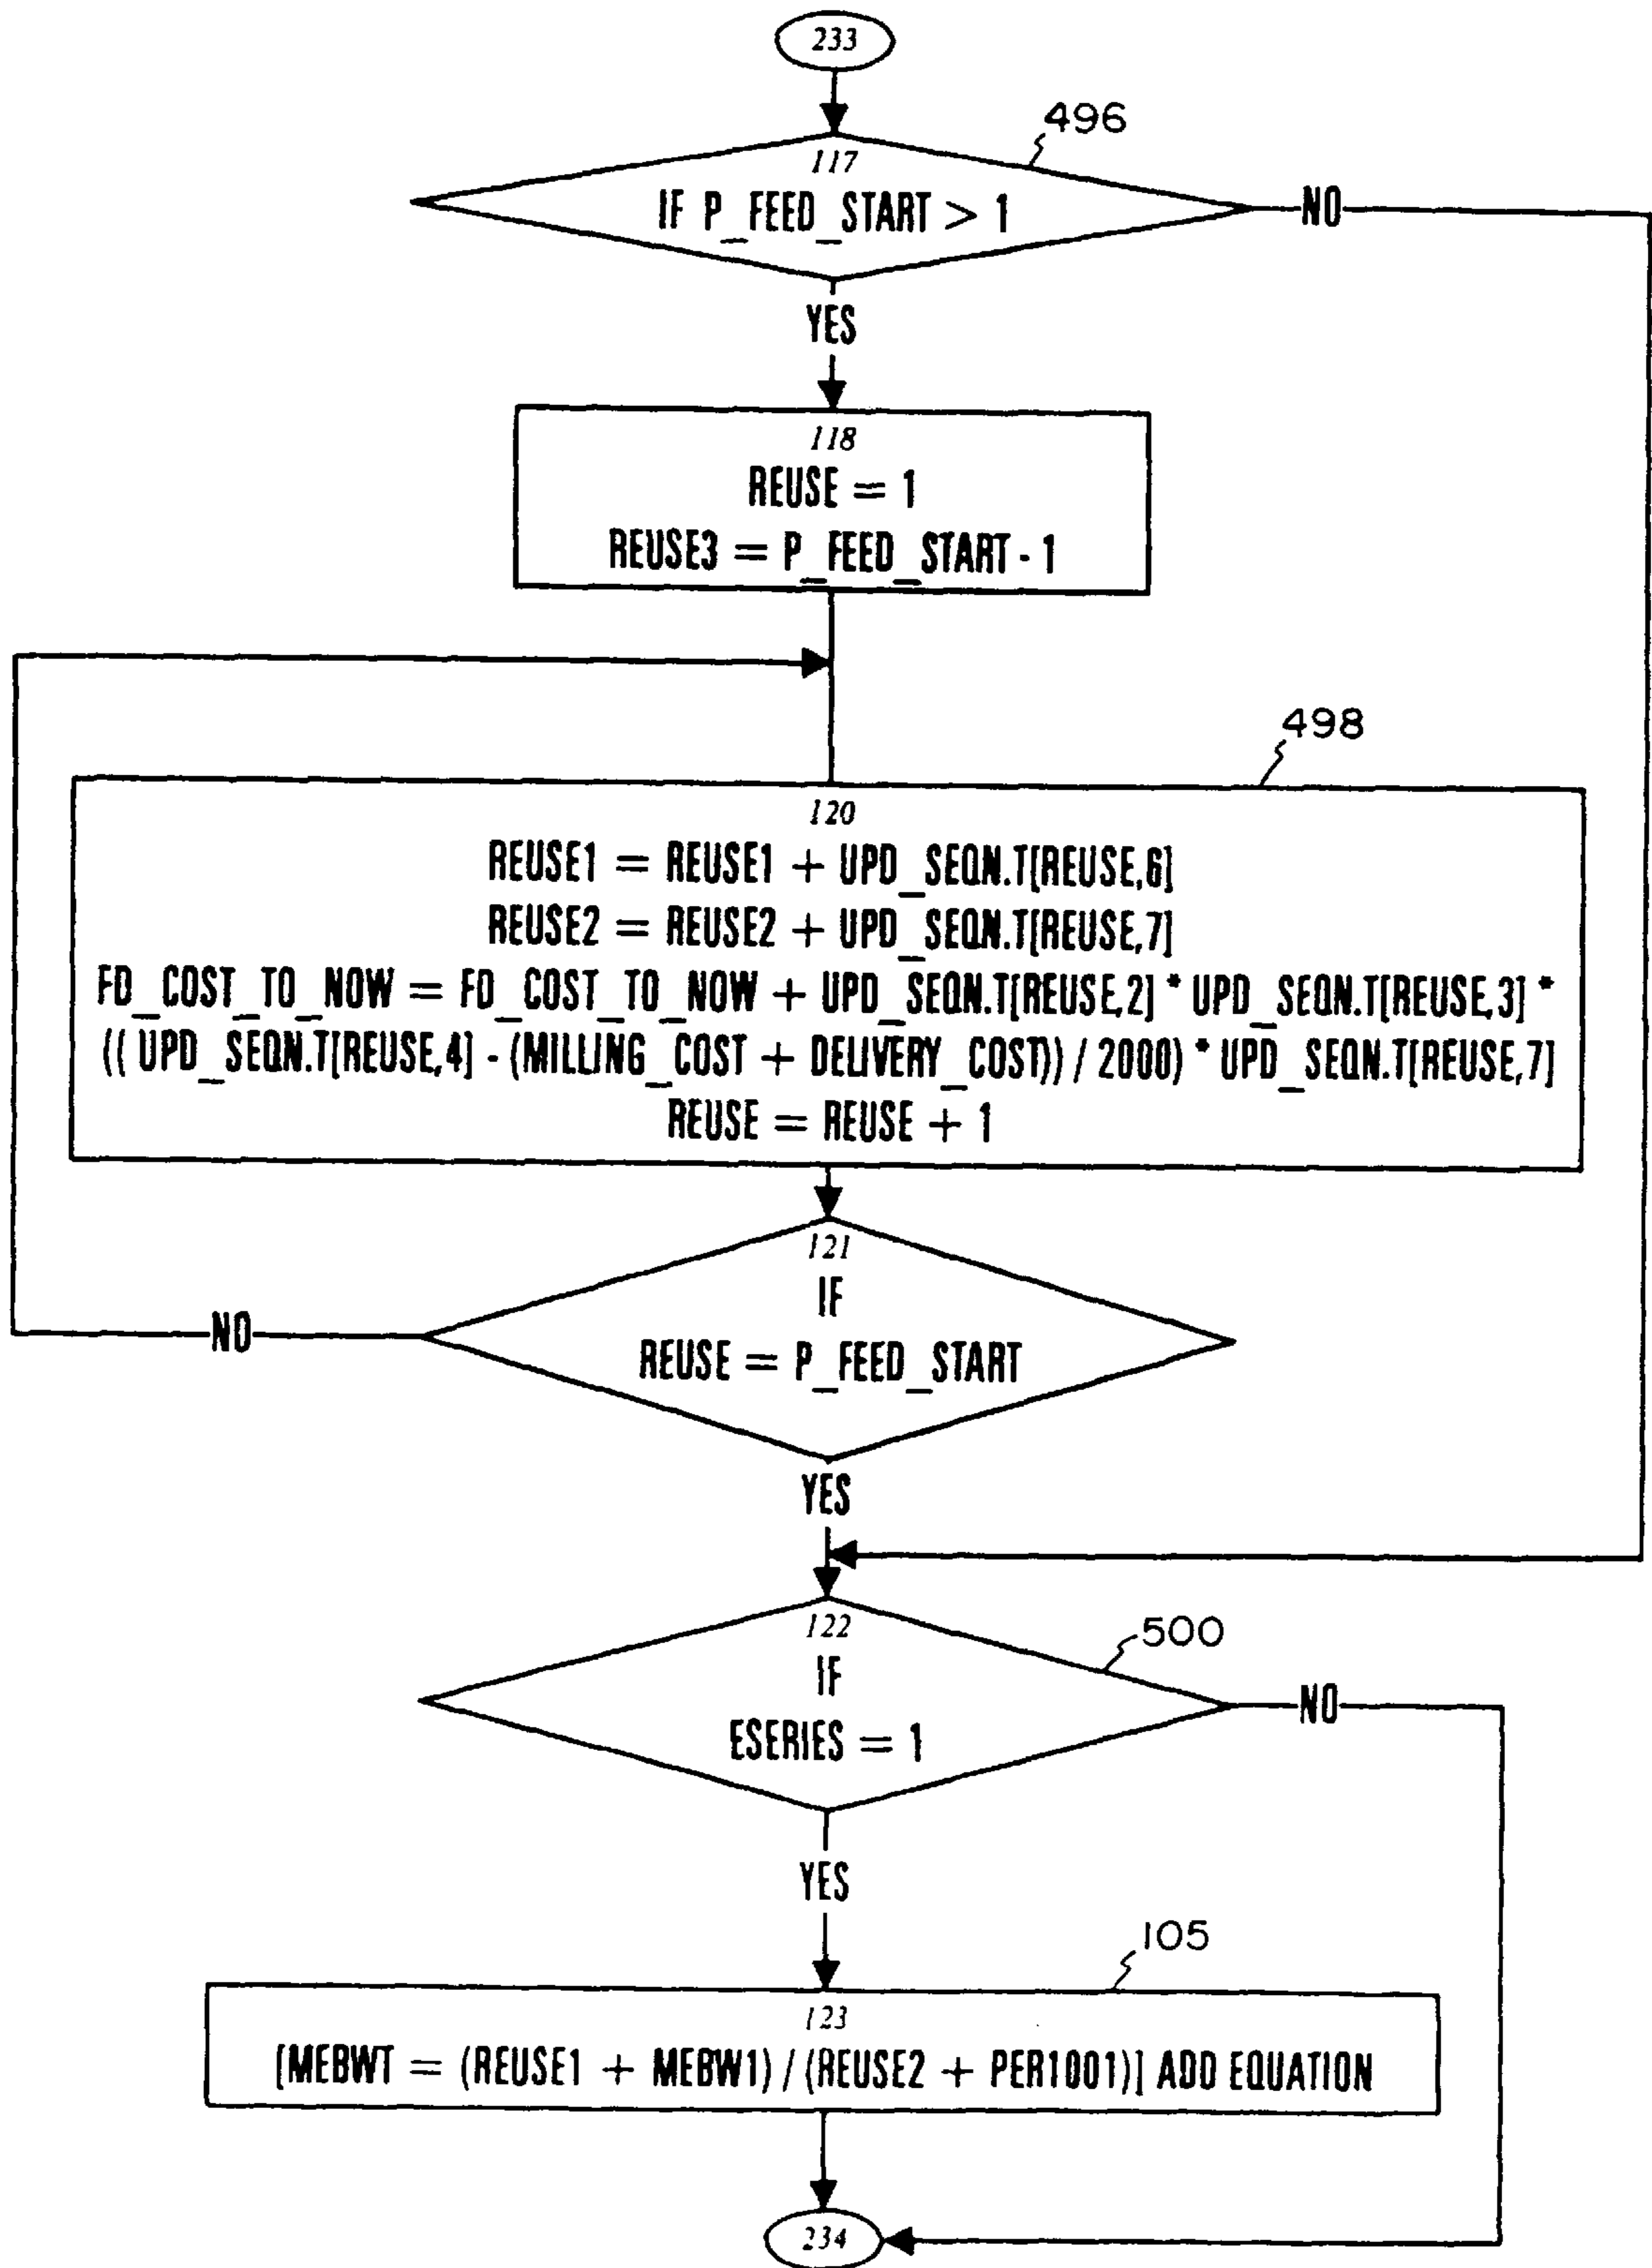 233
496
117
IF P_FEED_START > 1
NO
YES
118
REUSE = 1
REUSE3 = P_FEED_START - 1
498
120
REUSE1 = REUSE1 + UPD_SEQN.T[REUSE,6]
REUSE2 = REUSE2 + UPD_SEQN.T[REUSE,7]
FD_COST_TO_NOW = FD_COST_TO_NOW + UPD_SEQN.T[REUSE,2] * UPD_SEQN.T[REUSE,3] *
(( UPD_SEQN.T[REUSE,4] - (MILLING_COST + DELIVERY_COST)) / 2000) * UPD_SEQN.T[REUSE,7]
REUSE = REUSE + 1
121
IF
NO
REUSE = P_FEED_START
YES
122
500
IF
NO
ESERIES = 1
YES
105
123
[MEBWT = (REUSE1 + MEBW1) / (REUSE2 + PER1001)] ADD EQUATION
234